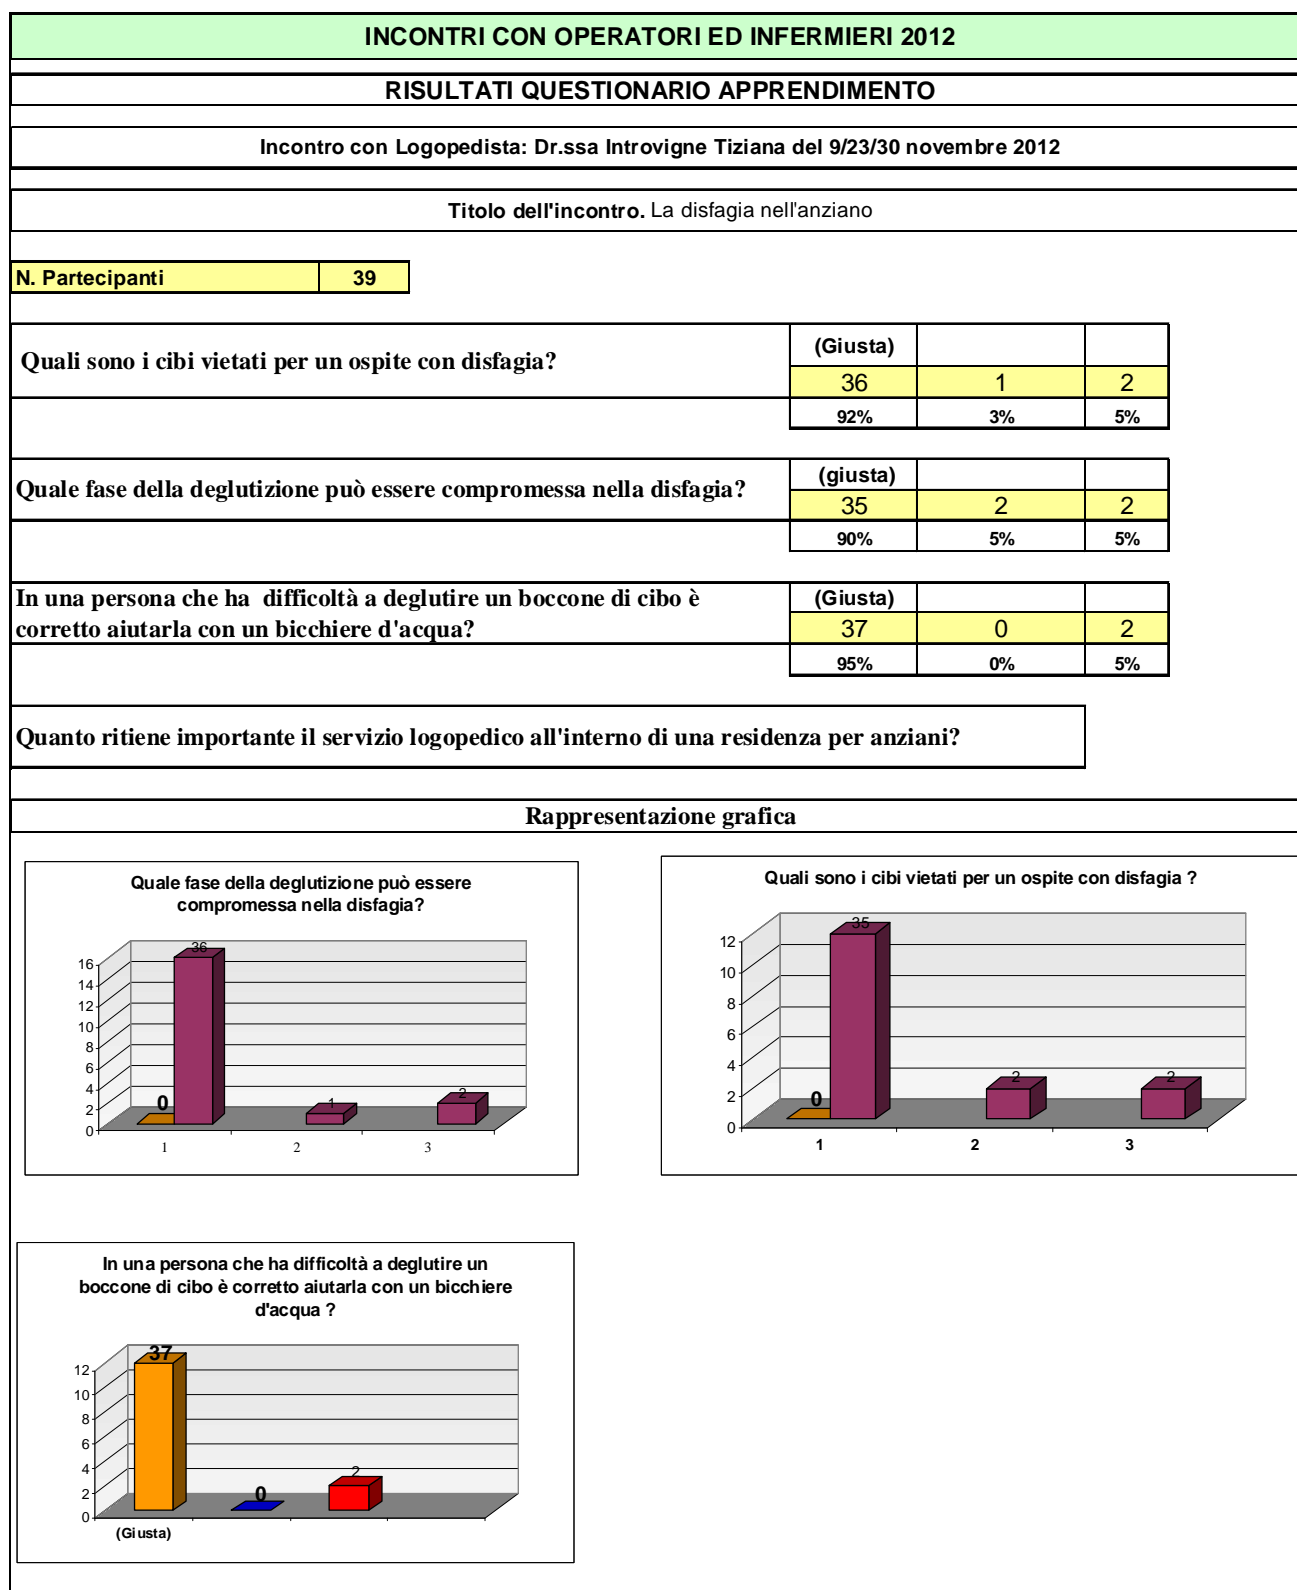 INCONTRI CON OPERATORI ED INFERMIERI 2012
RISULTATI QUESTIONARIO APPRENDIMENTO
Incontro con Logopedista: Dr.ssa Introvigne Tiziana del 9/23/30 novembre 2012
Titolo dell'incontro. La disfagia nell'anziano
N. Partecipanti 39
Quali sono i cibi vietati per un ospite con disfagia?
(Giusta)
36 1 2
92% 3% 5%
Quale fase della deglutizione può essere compromessa nella disfagia?
(giusta)
35 2 2
90% 5% 5%
In una persona che ha difficoltà a deglutire un boccone di cibo è
corretto aiutarla con un bicchiere d'acqua?
(Giusta)
37 0 2
95% 0% 5%
Quanto ritiene importante il servizio logopedico all'interno di una residenza per anziani?
Rappresentazione grafica
Quale fase della deglutizione può essere
compromessa nella disfagia?
36
16
14
12
10
8
6
4
2
0
0
1
2
1 2 3
Quali sono i cibi vietati per un ospite con disfagia ?
35
12
10
8
6
4
2
0
0
2
2
1 2 3
In una persona che ha difficoltà a deglutire un
boccone di cibo è corretto aiutarla con un bicchiere
d'acqua ?
37
12
10
8
6
4
2
0
0
2
(Giusta)